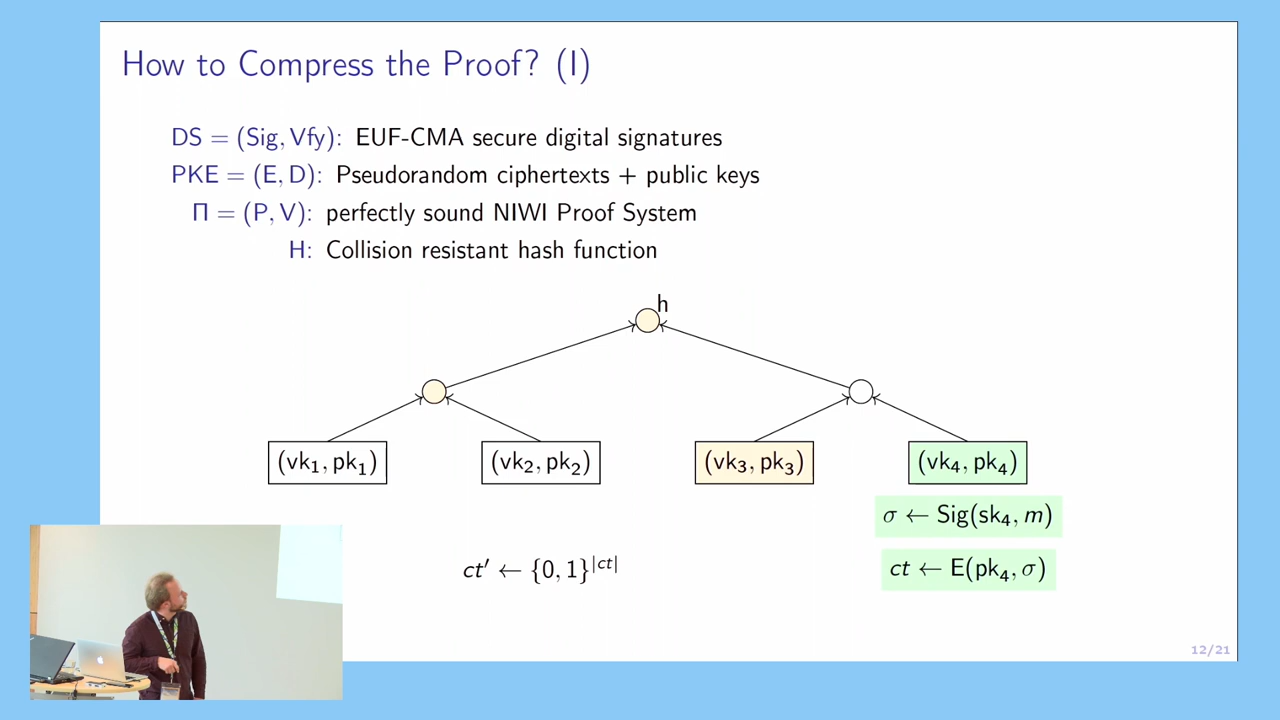 How to Compress the Proof? (I)
DS = (Sig, Vfy): EUF-CMA secure digital signatures
PKE = (E, D): Pseudorandom ciphertexts + public keys
Π = (P, V): perfectly sound NIWI Proof System
H: Collision resistant hash function
h
(vk₁, pk₁) (vk₂, pk₂) (vk₃, pk₃) (vk₄, pk₄)
σ ← Sig(sk₄, m)
ct′ ← {0, 1}^|ct| ct ← E(pk₄, σ)
12/21